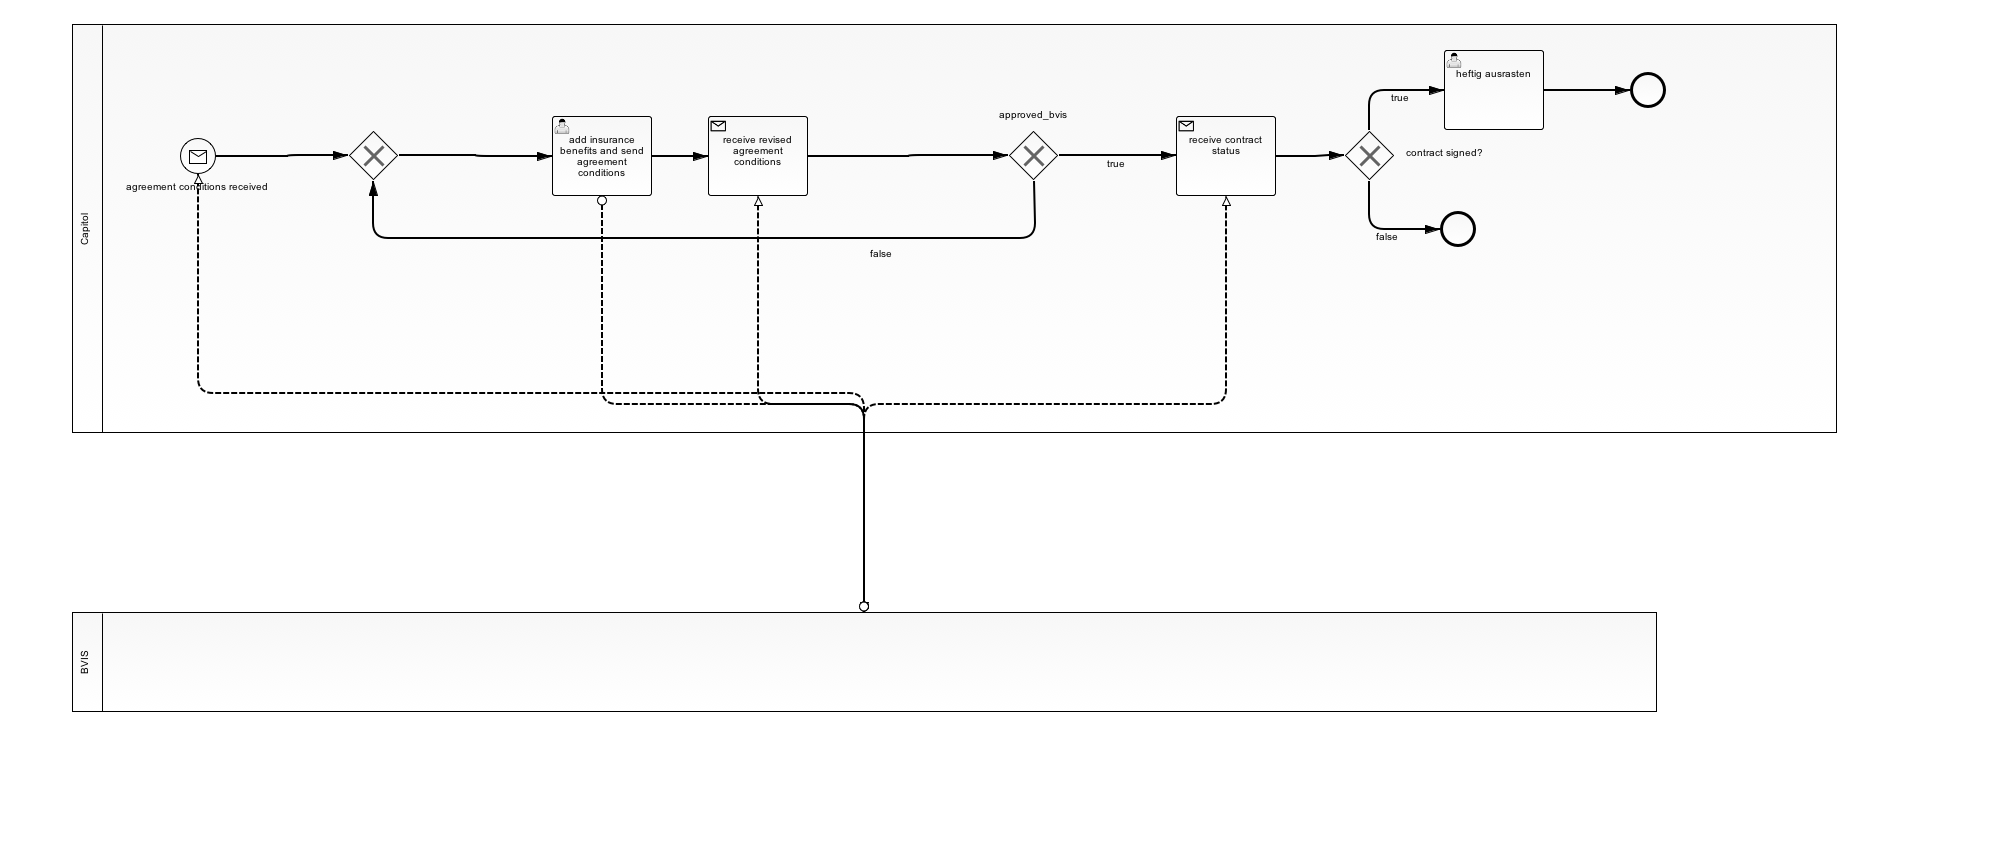 Capitol
agreement conditions received
add insurance
benefits and send
agreement
conditions
receive revised
agreement
conditions
approved_bvis
true
false
receive contract
status
contract signed?
true
heftig ausrasten
false
BVIS